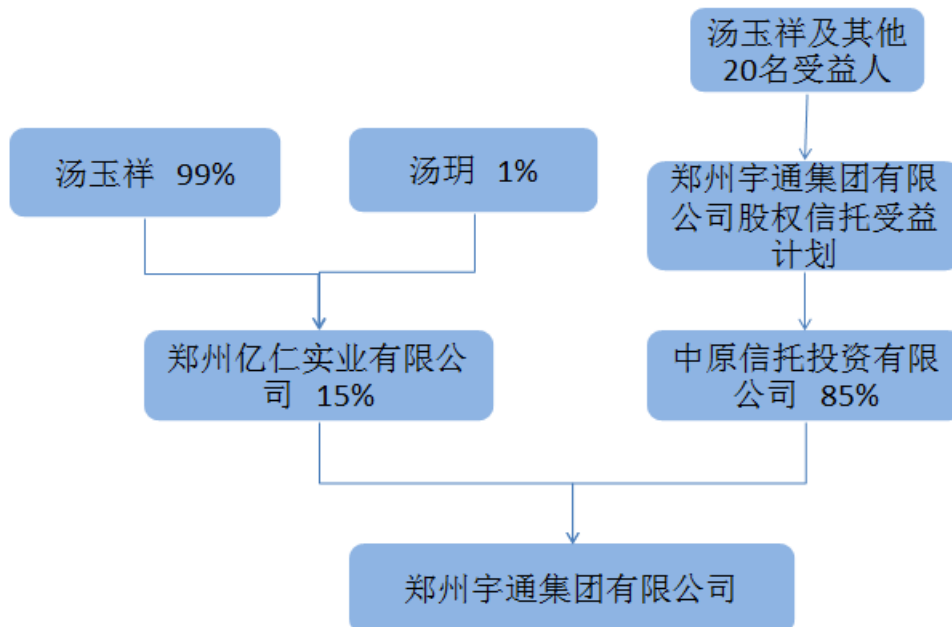 汤玉祥及其他
20名受益人
汤玉祥 99%
汤玥 1%
郑州宇通集团有限
公司股权信托受益
计划
郑州亿仁实业有限公
司 15%
中原信托投资有限
公司 85%
郑州宇通集团有限公司